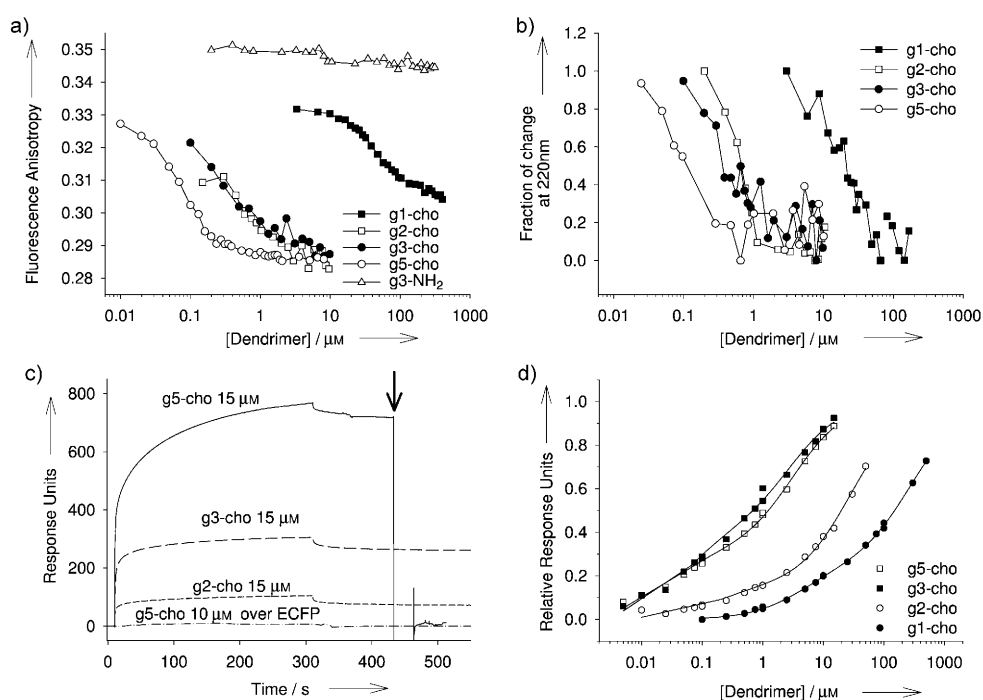 a)
Fluorescence Anisotropy
0.35
0.34
0.33
0.32
0.31
0.30
0.29
0.28
0.01 0.1 1 10 100 1000
[Dendrimer] / μM
g1-cho
g2-cho
g3-cho
g5-cho
g3-NH2
b)
Fraction of change
at 220nm
1.2
1.0
0.8
0.6
0.4
0.2
0.0
0.01 0.1 1 10 100 1000
[Dendrimer] / μM
g1-cho
g2-cho
g3-cho
g5-cho
c)
Response Units
800
600
400
200
0
g5-cho 15 μM
g3-cho 15 μM
g2-cho 15 μM
g5-cho 10 μM over ECFP
0 100 200 300 400 500
Time / s
d)
Relative Response Units
1.0
0.8
0.6
0.4
0.2
0.0
g5-cho
g3-cho
g2-cho
g1-cho
0.01 0.1 1 10 100 1000
[Dendrimer] / μM